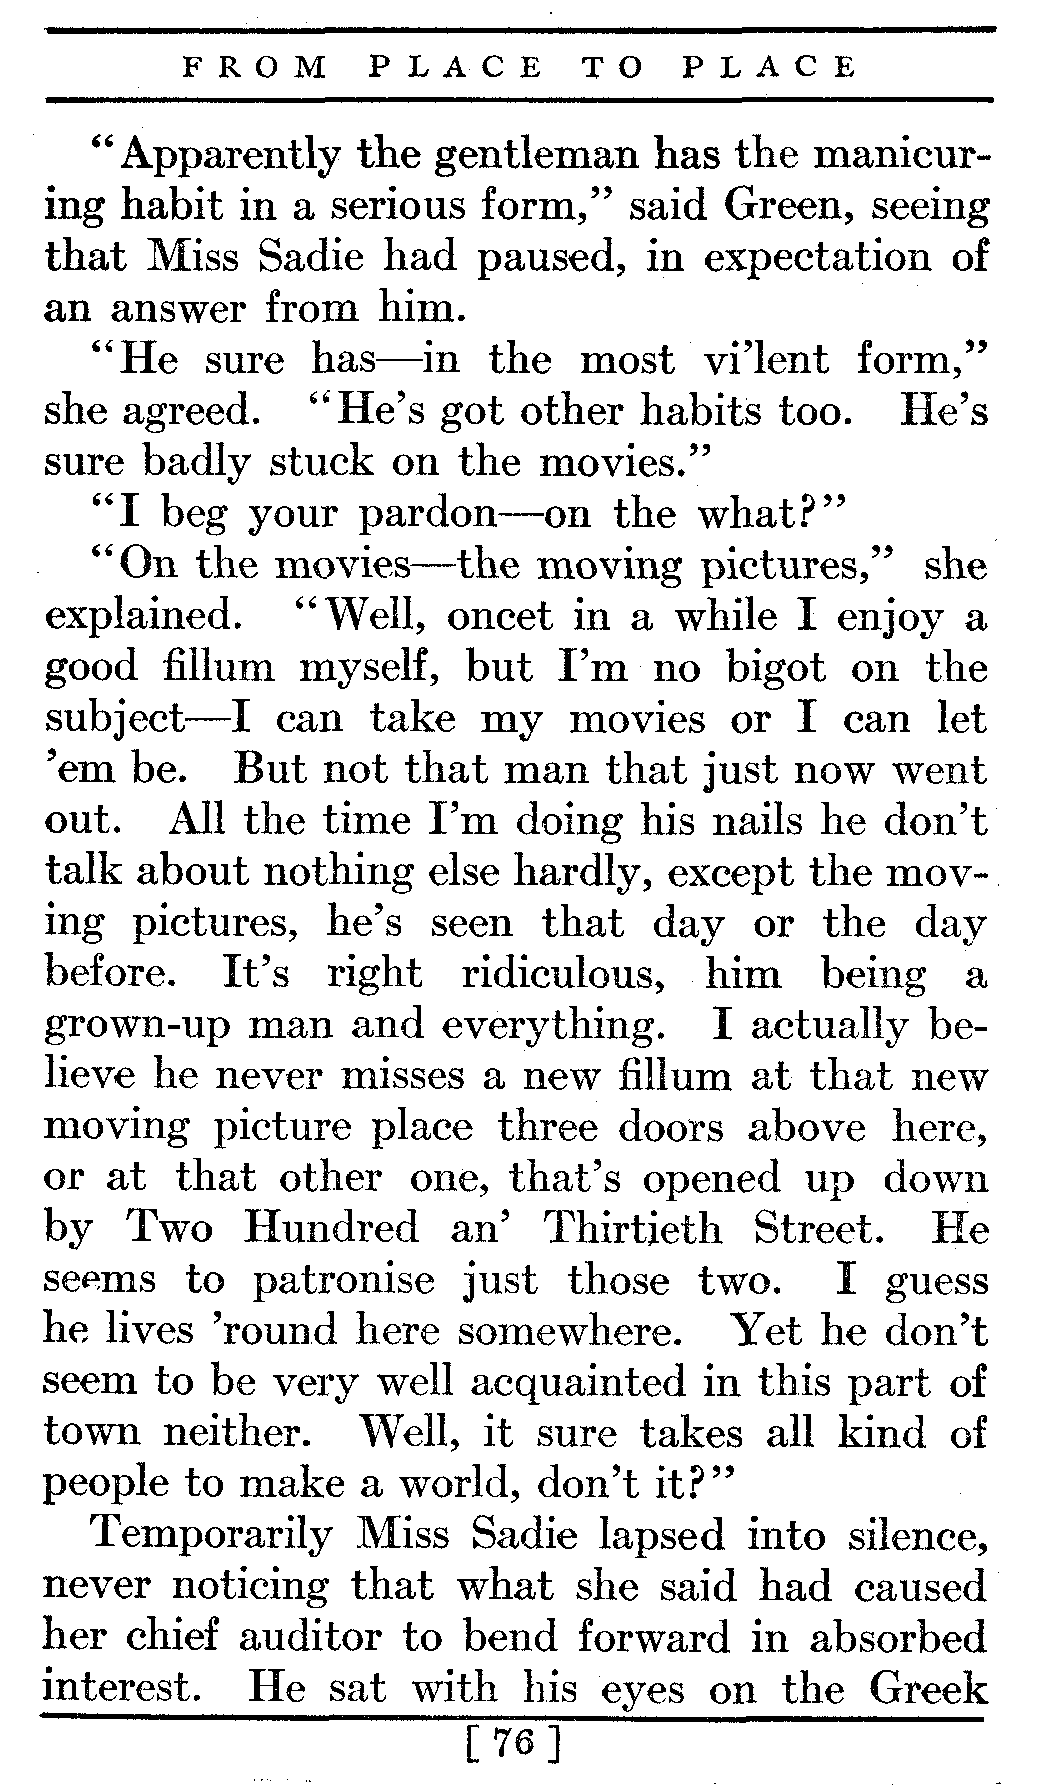 FROM PLACE TO PLACE
“Apparently the gentleman has the manicur-
ing habit in a serious form,” said Green, seeing
that Miss Sadie had paused, in expectation of
an answer from him.
“He sure has—in the most vi’lent form,”
she agreed. “He’s got other habits too. He’s
sure badly stuck on the movies.”
“I beg your pardon—on the what?”
“On the movies—the moving pictures,” she
explained. “Well, oncet in a while I enjoy a
good fillum myself, but I’m no bigot on the
subject—I can take my movies or I can let
’em be. But not that man that just now went
out. All the time I’m doing his nails he don’t
talk about nothing else hardly, except the mov-
ing pictures, he’s seen that day or the day
before. It’s right ridiculous, him being a
grown-up man and everything. I actually be-
lieve he never misses a new fillum at that new
moving picture place three doors above here,
or at that other one, that’s opened up down
by Two Hundred an’ Thirtieth Street. He
seems to patronise just those two. I guess
he lives ’round here somewhere. Yet he don’t
seem to be very well acquainted in this part of
town neither. Well, it sure takes all kind of
people to make a world, don’t it?”
Temporarily Miss Sadie lapsed into silence,
never noticing that what she said had caused
her chief auditor to bend forward in absorbed
interest. He sat with his eyes on the Greek
[ 76 ]